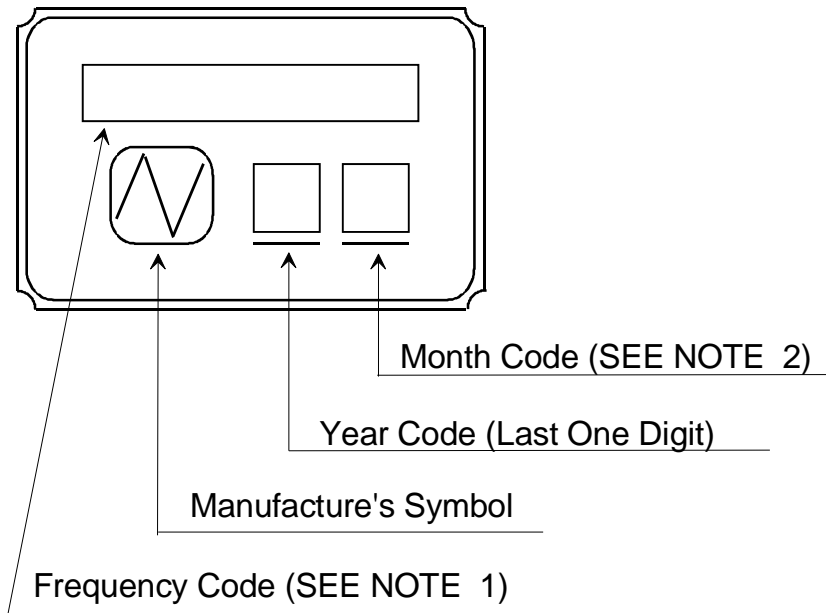 Month Code (SEE NOTE 2)
Year Code (Last One Digit)
Manufacture's Symbol
Frequency Code (SEE NOTE 1)